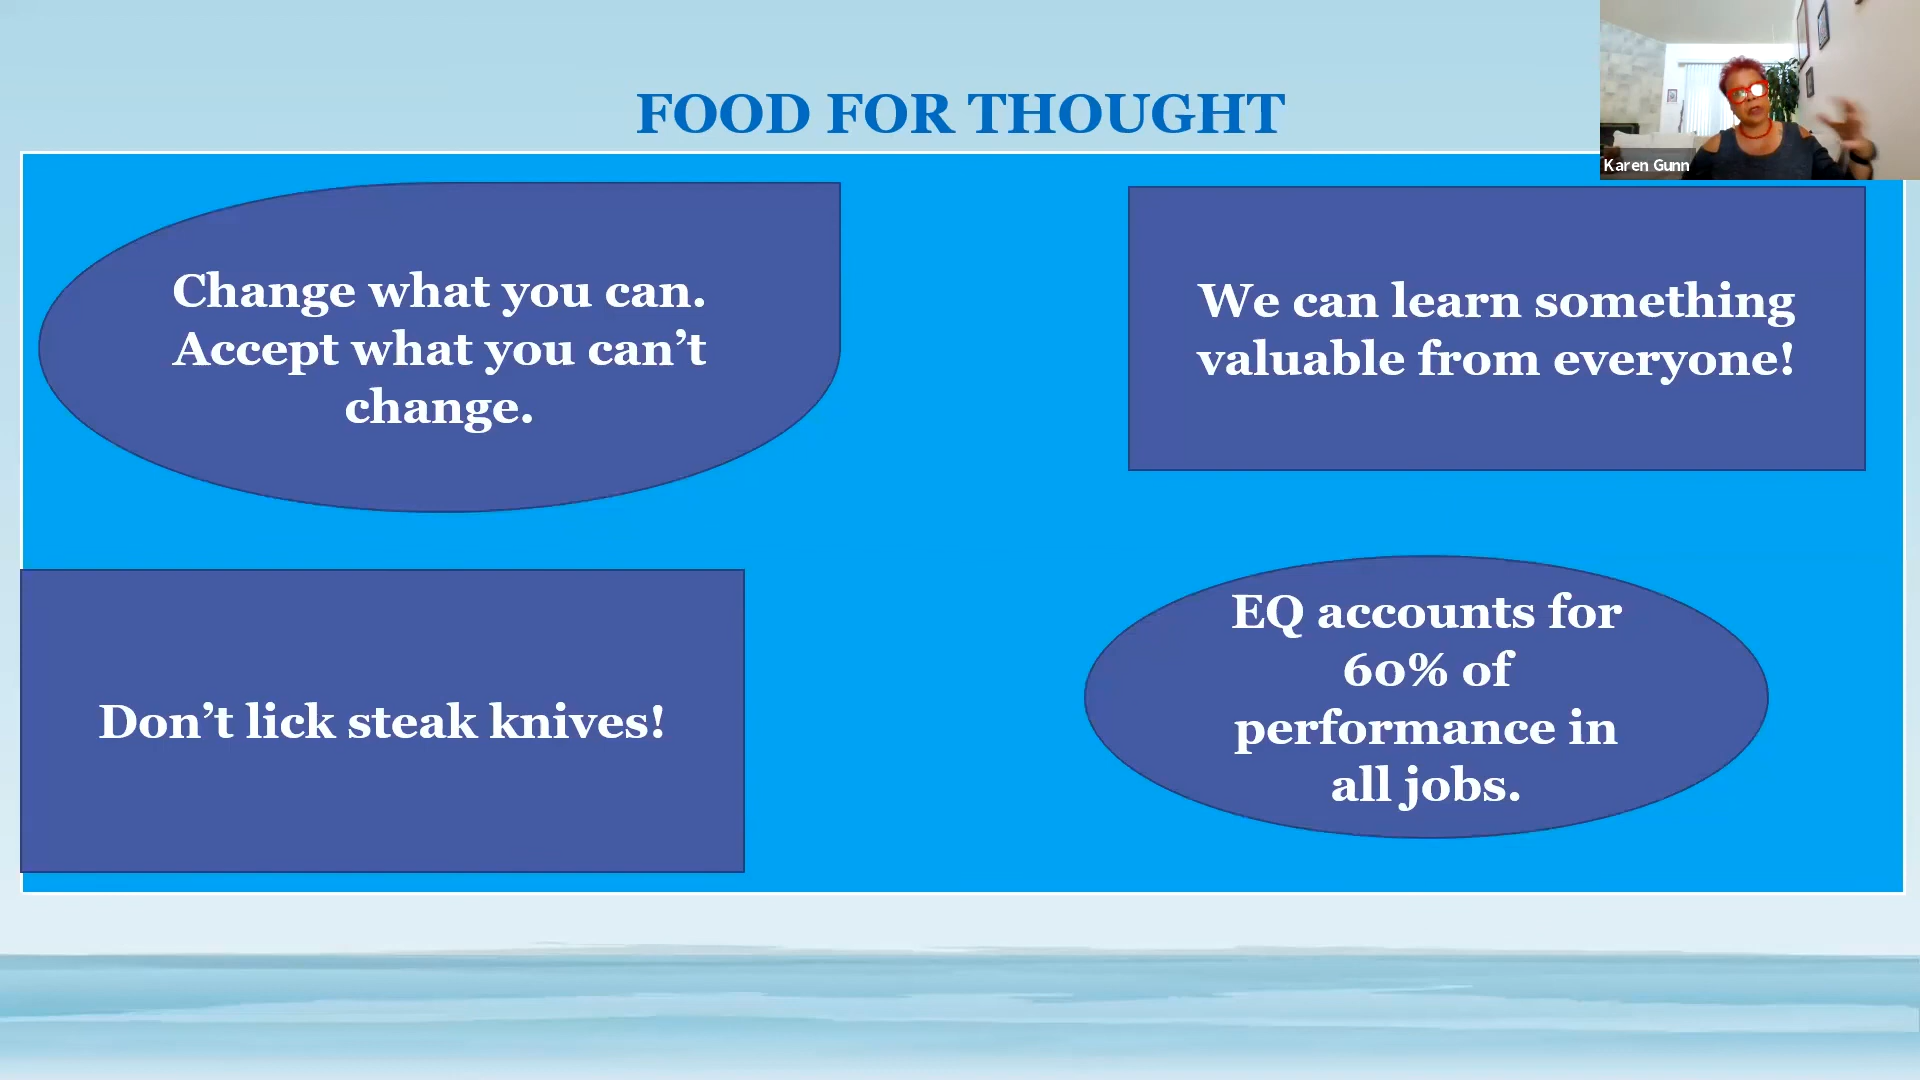 FOOD FOR THOUGHT
Karen Gunn
Change what you can.
Accept what you can’t
change.
We can learn something
valuable from everyone!
Don’t lick steak knives!
EQ accounts for
60% of
performance in
all jobs.